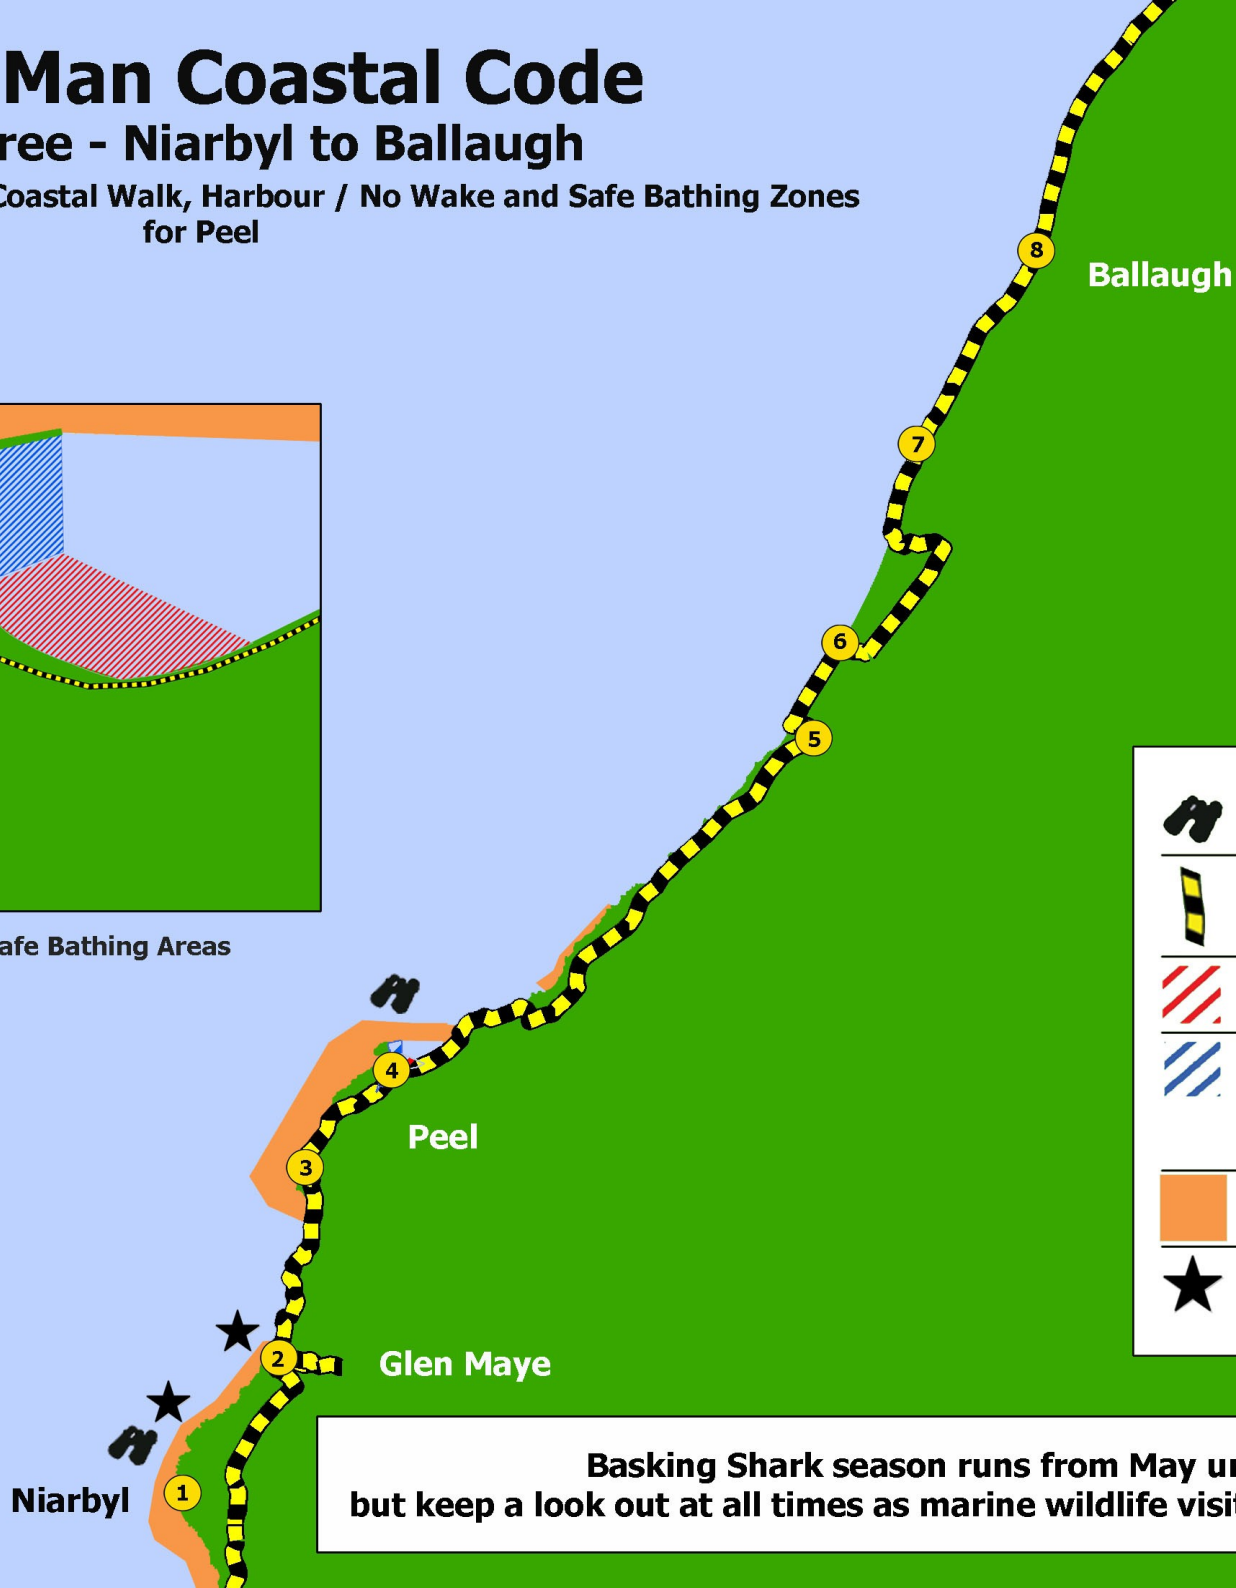 Man Coastal Code
ree - Niarbyl to Ballaugh
Coastal Walk, Harbour / No Wake and Safe Bathing Zones
for Peel
8
Ballaugh
7
6
5
afe Bathing Areas
4
Peel
3
2
Glen Maye
1
Niarbyl
Basking Shark season runs from May u
but keep a look out at all times as marine wildlife visi